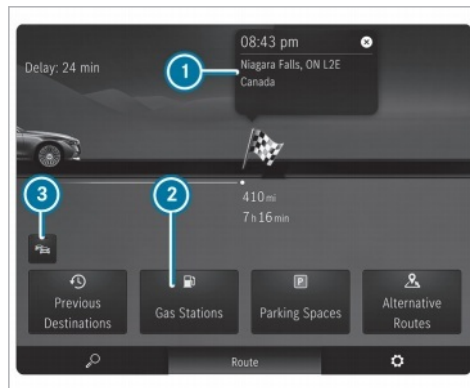 08:43 pm
Delay: 24 min
1
Niagara Falls, ON L2E
Canada
3
2
410 mi
7 h 16 min
P
Previous
Destinations
Gas Stations
Parking Spaces
Alternative
Routes
Route